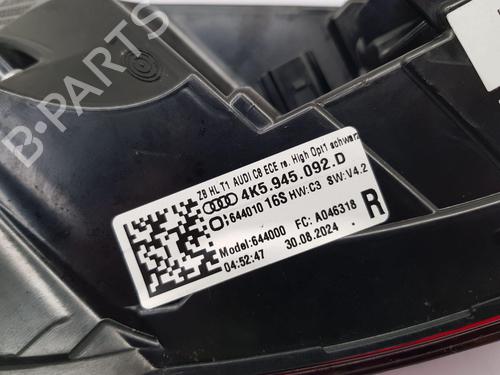 B-PARTS
Z8 HL T1 AUDI C8 ECE re. High Opt1 schwarz
4K5.945.092.D
644010 16S HW:C3 SW:V4.2
Model:644000 FC: A046318 R
04:52:47 30.08.2024